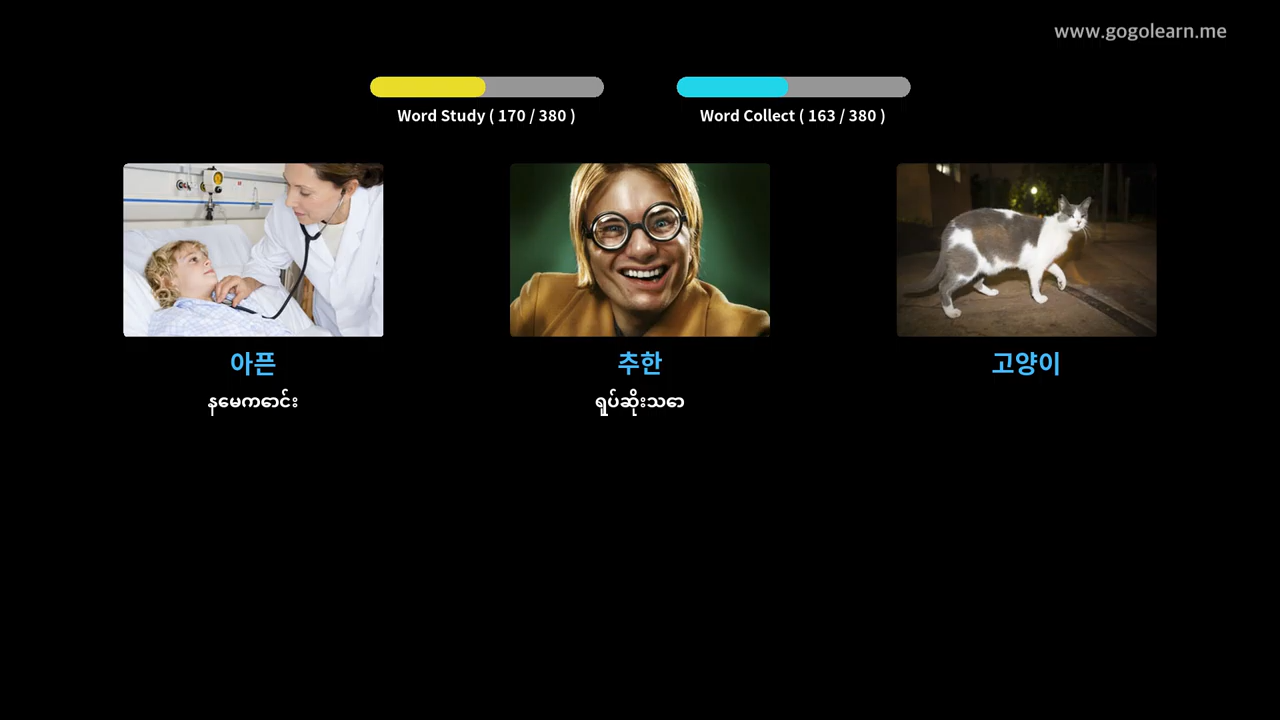 www.gogolearn.me
Word Study ( 170 / 380 )
Word Collect ( 163 / 380 )
아픈
추한
고양이
နေမကောင်း
ရုပ်ဆိုးသော